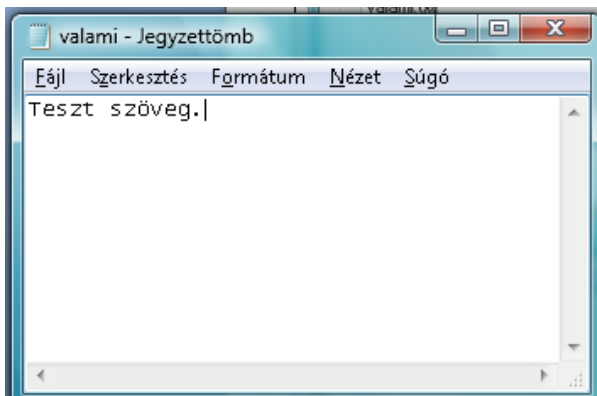 valami - Jegyzettömb
Fájl Szerkesztés Formátum Nézet Súgó
Teszt szöveg.